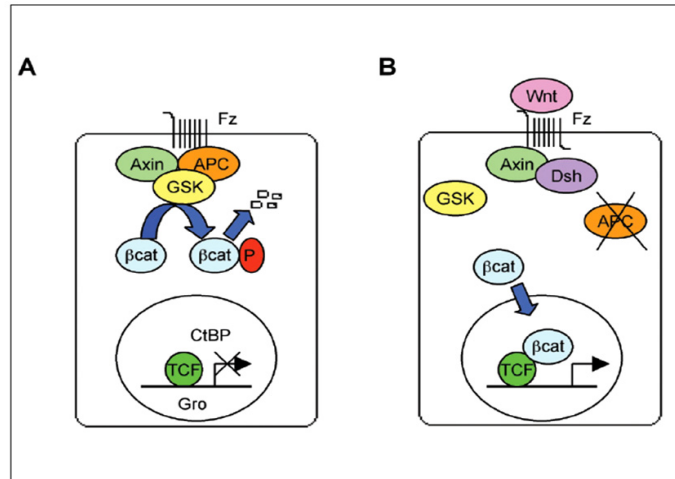 A
Fz
Axin
APC
GSK
βcat
βcat
P
CtBP
TCF
Gro
B
Wnt
Fz
Axin
Dsh
GSK
APC
βcat
βcat
TCF